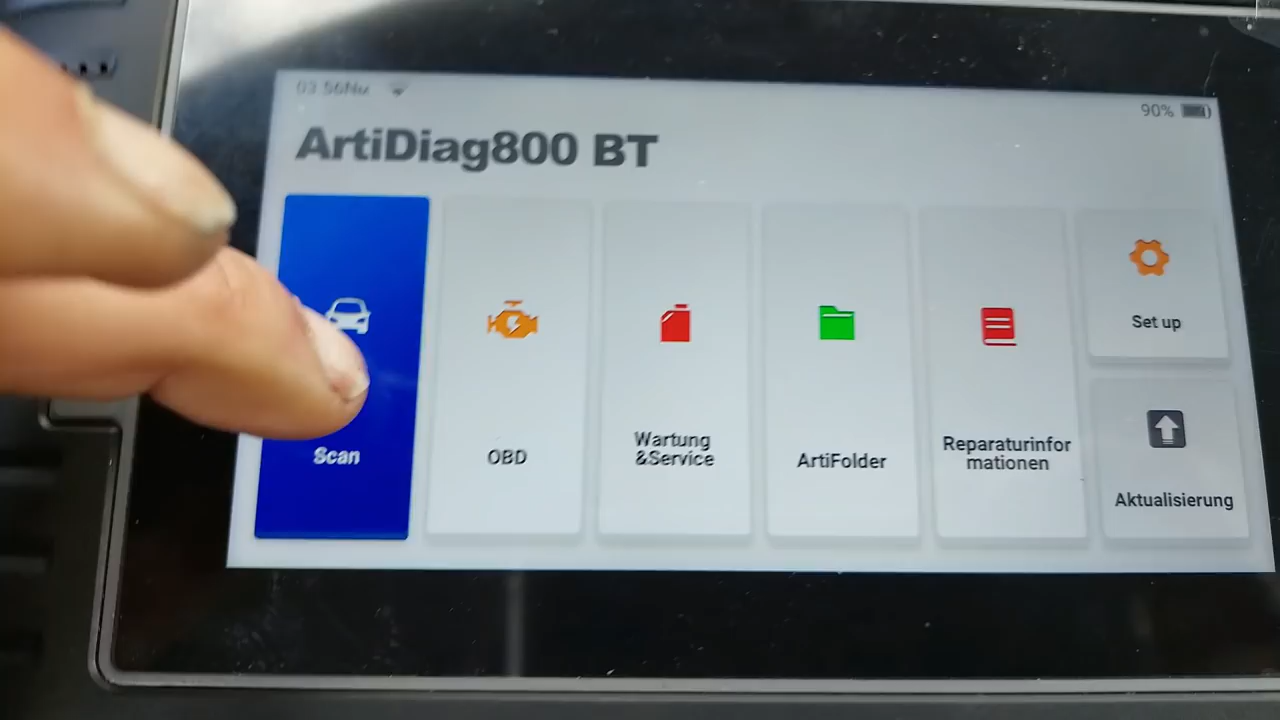 90%
ArtiDiag800 BT
Scan
OBD
Wartung
&Service
ArtiFolder
Reparaturinfor
mationen
Set up
Aktualisierung